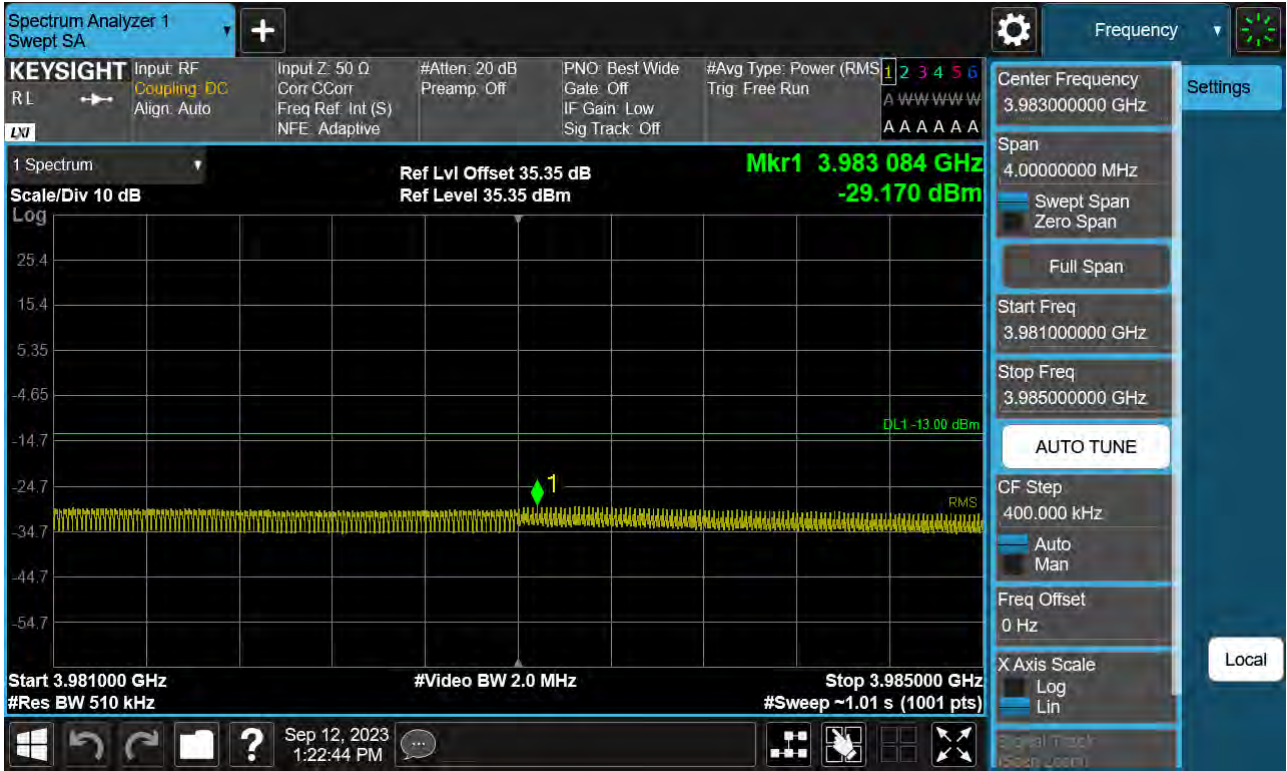 Spectrum Analyzer 1
Swept SA
Frequency
KEYSIGHT
R L
LXI
Input: RF
Coupling: DC
Align: Auto
Input Z: 50 Ω
Corr CCorr
Freq Ref: Int (S)
NFE: Adaptive
#Atten: 20 dB
Preamp: Off
PNO: Best Wide
Gate: Off
IF Gain: Low
Sig Track: Off
#Avg Type: Power (RMS
Trig: Free Run
1 2 3 4 5 6
A W W W W W
A A A A A A
1 Spectrum
Scale/Div 10 dB
Ref Lvl Offset 35.35 dB
Ref Level 35.35 dBm
Mkr1 3.983 084 GHz
-29.170 dBm
Log
25.4
15.4
5.35
-4.65
DL1 -13.00 dBm
-14.7
-24.7
1
RMS
-34.7
-44.7
-54.7
Start 3.981000 GHz
#Res BW 510 kHz
#Video BW 2.0 MHz
Stop 3.985000 GHz
#Sweep ~1.01 s (1001 pts)
Center Frequency
3.983000000 GHz
Settings
Span
4.00000000 MHz
Swept Span
Zero Span
Full Span
Start Freq
3.981000000 GHz
Stop Freq
3.985000000 GHz
AUTO TUNE
CF Step
400.000 kHz
Auto
Man
Freq Offset
0 Hz
X Axis Scale
Log
Lin
Local
Signal Track
(Span Zoom)
?
Sep 12, 2023
1:22:44 PM